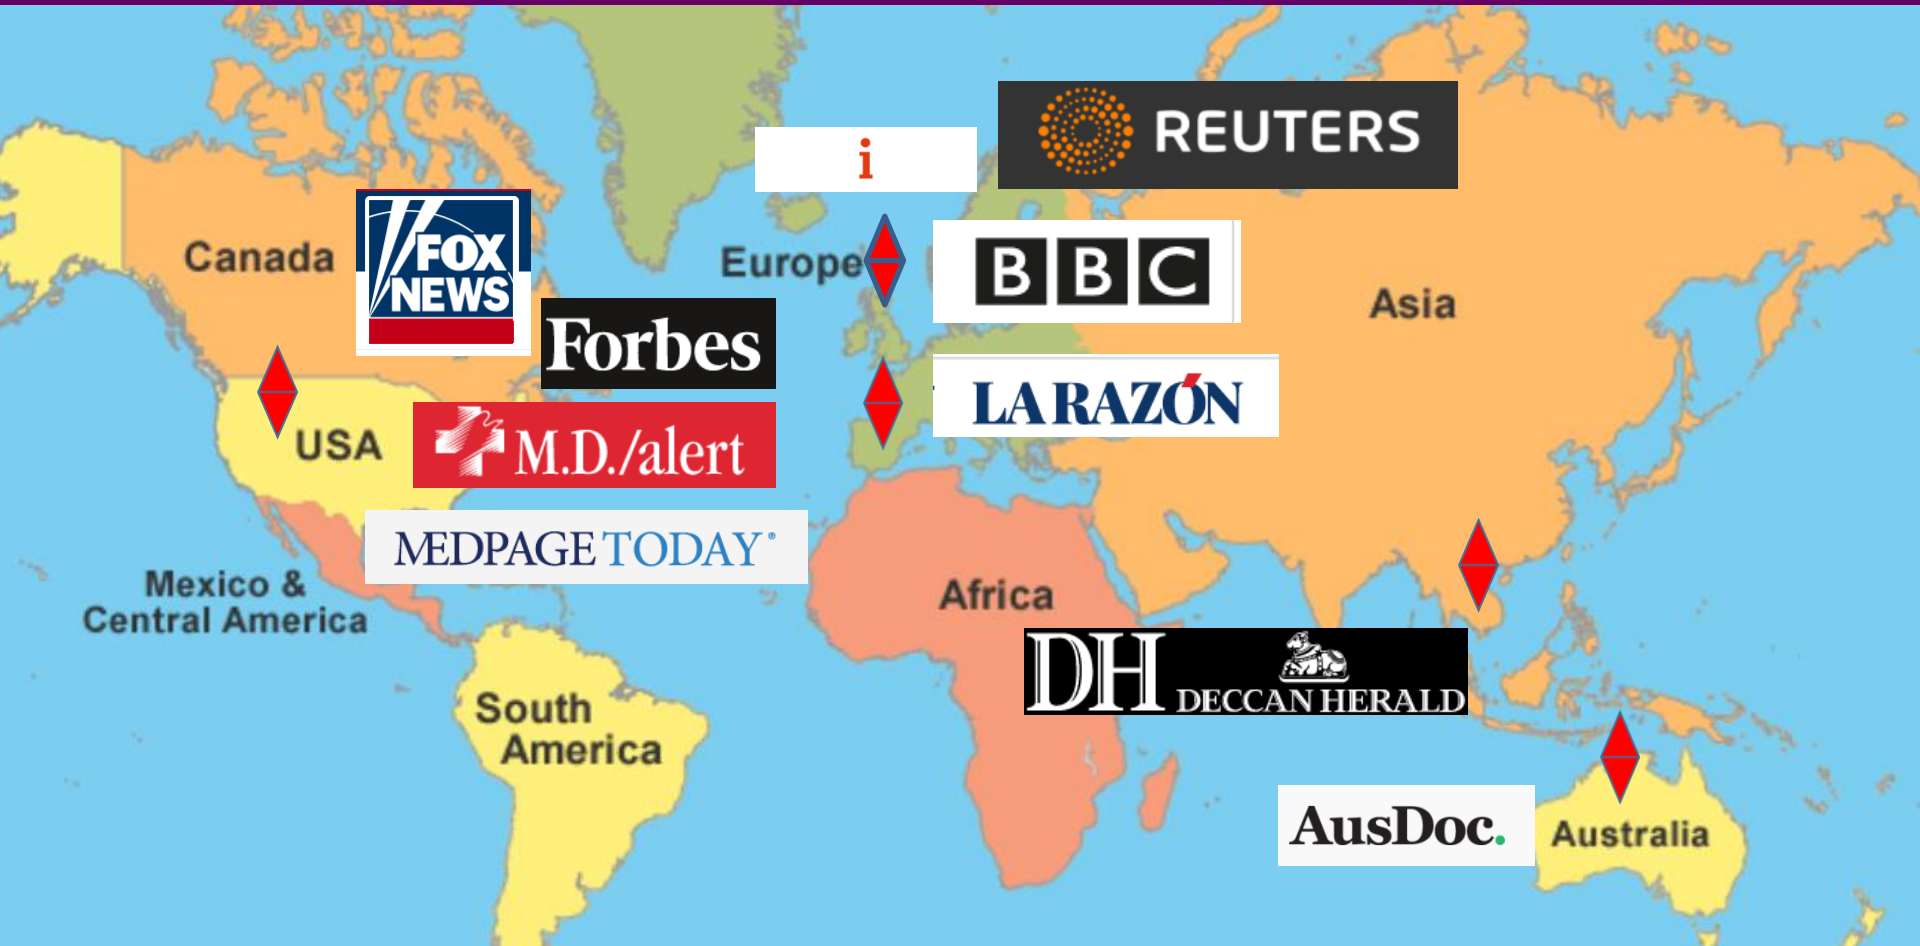 REUTERS
i
FOX
NEWS
Canada
Europe
BBC
Asia
Forbes
LA RAZÓN
USA
M.D./alert
MEDPAGE TODAY®
Mexico &
Central America
Africa
DH DECCAN HERALD
South
America
AusDoc.
Australia